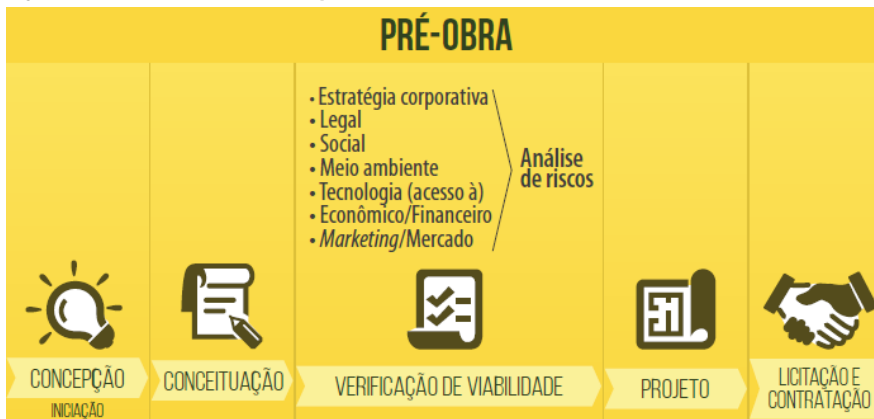 PRÉ-OBRA
• Estratégia corporativa
• Legal
• Social
• Meio ambiente
• Tecnologia (acesso à)
• Econômico/Financeiro
• Marketing/Mercado
Análise
de riscos
CONCEPÇÃO
INICIAÇÃO
CONCEITUAÇÃO
VERIFICAÇÃO DE VIABILIDADE
PROJETO
LICITAÇÃO E
CONTRATAÇÃO